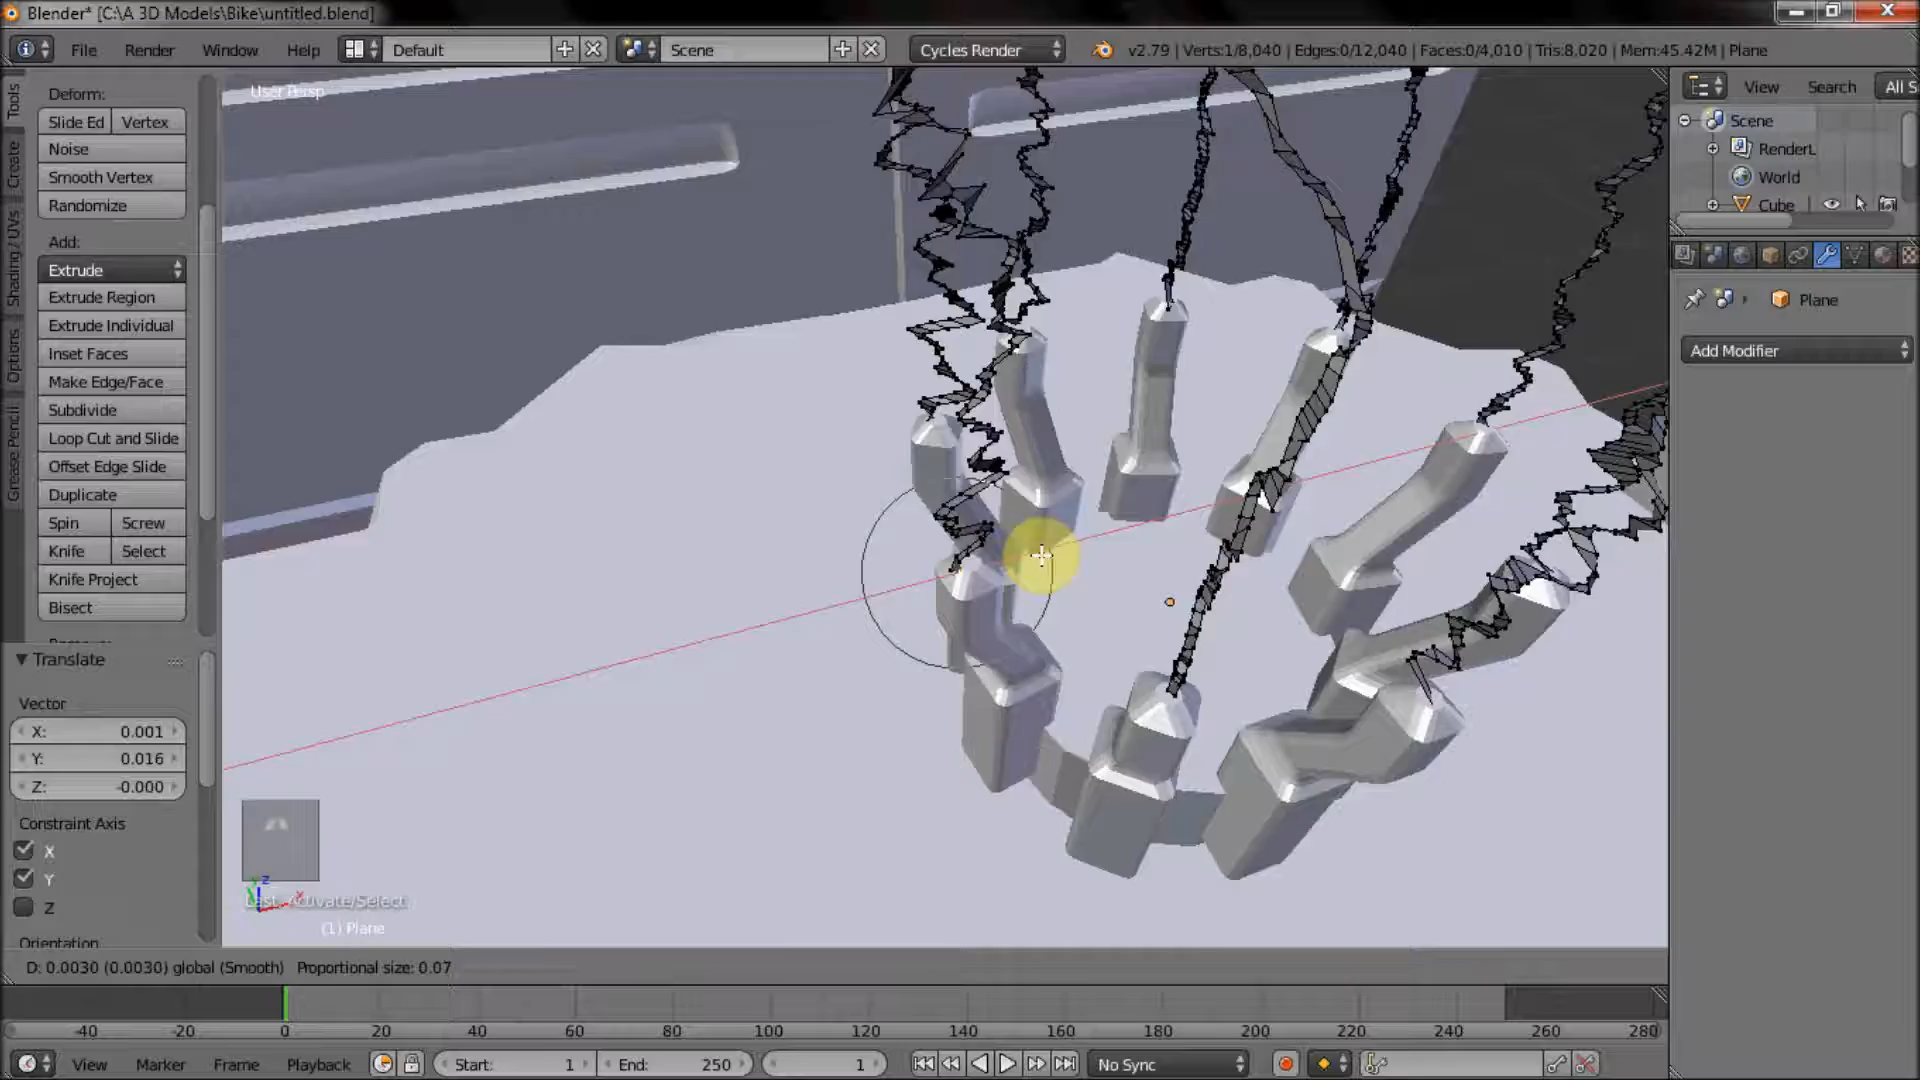 Blender* [C:\A 3D Models\Bike\untitled.blend]
File Render Window Help Default Scene Cycles Render v2.79 | Verts:1/8,040 | Edges:0/12,040 | Faces:0/4,010 | Tris:8,020 | Mem:45.42M | Plane
Tools
Create
Shading / UVs
Options
Grease Pencil
Deform:
Slide Ed Vertex
Noise
Smooth Vertex
Randomize
Add:
Extrude
Extrude Region
Extrude Individual
Inset Faces
Make Edge/Face
Subdivide
Loop Cut and Slide
Offset Edge Slide
Duplicate
Spin Screw
Knife Select
Knife Project
Bisect
Translate
Vector
X: 0.001
Y: 0.016
Z: -0.000
Constraint Axis
X
Y
Z
Orientation
User Persp
Last: Activate/Select
(1) Plane
View Search All S
Scene
RenderL
World
Cube
Plane
Add Modifier
D: 0.0030 (0.0030) global (Smooth) Proportional size: 0.07
-40 -20 0 20 40 60 80 100 120 140 160 180 200 220 240 260 280
View Marker Frame Playback Start: 1 End: 250 1 No Sync